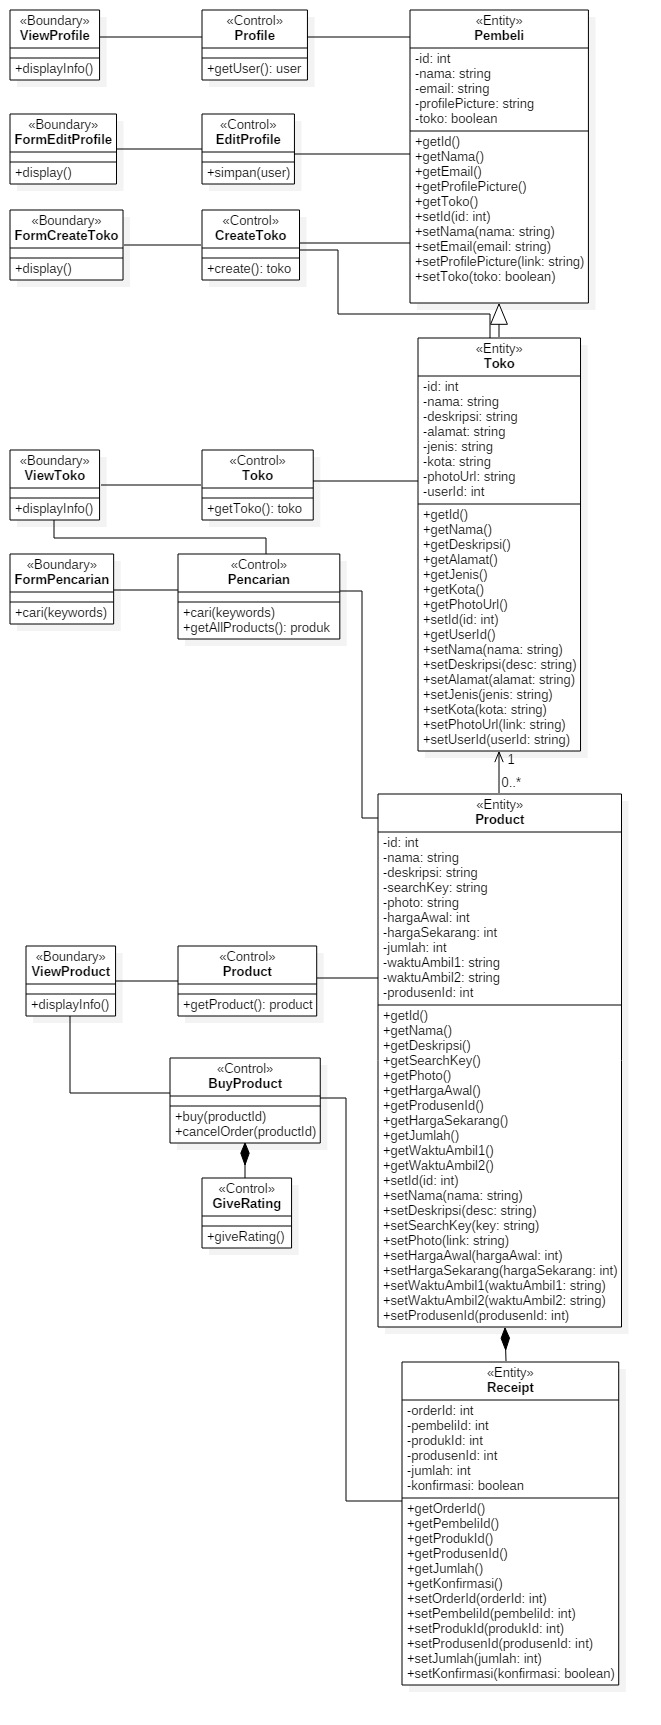 «Boundary»
ViewProfile
+displayInfo()
«Control»
Profile
+getUser(): user
«Entity»
Pembeli
-id: int
-nama: string
-email: string
-profilePicture: string
-toko: boolean
+getId()
+getNama()
+getEmail()
+getProfilePicture()
+getToko()
+setId(id: int)
+setNama(nama: string)
+setEmail(email: string)
+setProfilePicture(link: string)
+setToko(toko: boolean)
«Boundary»
FormEditProfile
+display()
«Control»
EditProfile
+simpan(user)
«Boundary»
FormCreateToko
+display()
«Control»
CreateToko
+create(): toko
«Entity»
Toko
-id: int
-nama: string
-deskripsi: string
-alamat: string
-jenis: string
-kota: string
-photoUrl: string
-userId: int
+getId()
+getNama()
+getDeskripsi()
+getAlamat()
+getJenis()
+getKota()
+getPhotoUrl()
+setId(id: int)
+getUserId()
+setNama(nama: string)
+setDeskripsi(desc: string)
+setAlamat(alamat: string)
+setJenis(jenis: string)
+setKota(kota: string)
+setPhotoUrl(link: string)
+setUserId(userId: string)
«Boundary»
ViewToko
+displayInfo()
«Control»
Toko
+getToko(): toko
«Boundary»
FormPencarian
+cari(keywords)
«Control»
Pencarian
+cari(keywords)
+getAllProducts(): produk
1
0..*
«Entity»
Product
-id: int
-nama: string
-deskripsi: string
-searchKey: string
-photo: string
-hargaAwal: int
-hargaSekarang: int
-jumlah: int
-waktuAmbil1: string
-waktuAmbil2: string
-produsenId: int
+getId()
+getNama()
+getDeskripsi()
+getSearchKey()
+getPhoto()
+getHargaAwal()
+getProdusenId()
+getHargaSekarang()
+getJumlah()
+getWaktuAmbil1()
+getWaktuAmbil2()
+setId(id: int)
+setNama(nama: string)
+setDeskripsi(desc: string)
+setSearchKey(key: string)
+setPhoto(link: string)
+setHargaAwal(hargaAwal: int)
+setHargaSekarang(hargaSekarang: int)
+setWaktuAmbil1(waktuAmbil1: string)
+setWaktuAmbil2(waktuAmbil2: string)
+setProdusenId(produsenId: int)
«Boundary»
ViewProduct
+displayInfo()
«Control»
Product
+getProduct(): product
«Control»
BuyProduct
+buy(productId)
+cancelOrder(productId)
«Control»
GiveRating
+giveRating()
«Entity»
Receipt
-orderId: int
-pembeliId: int
-produkId: int
-produsenId: int
-jumlah: int
-konfirmasi: boolean
+getOrderId()
+getPembeliId()
+getProdukId()
+getProdusenId()
+getJumlah()
+getKonfirmasi()
+setOrderId(orderId: int)
+setPembeliId(pembeliId: int)
+setProdukId(produkId: int)
+setProdusenId(produsenId: int)
+setJumlah(jumlah: int)
+setKonfirmasi(konfirmasi: boolean)